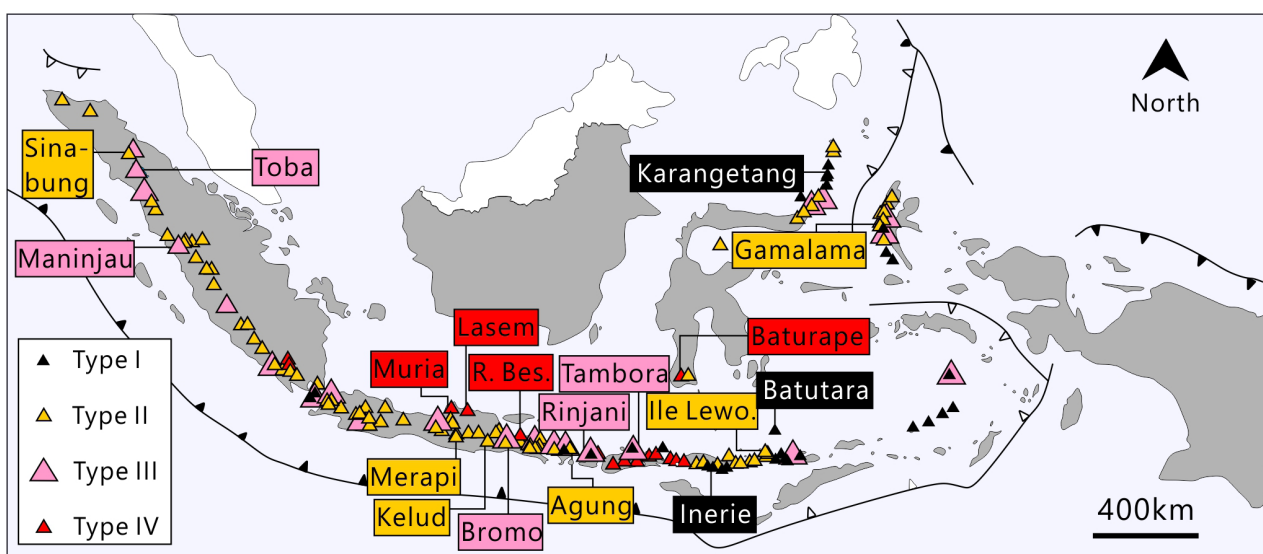 North
Sina-
bung
Toba
Karangetang
Maninjau
Gamalama
Lasem
Baturape
Muria
R. Bes.
Tambora
Batutara
Rinjani
Ile Lewo.
Type I
Type II
Type III
Type IV
Merapi
Kelud
Bromo
Agung
Inerie
400km